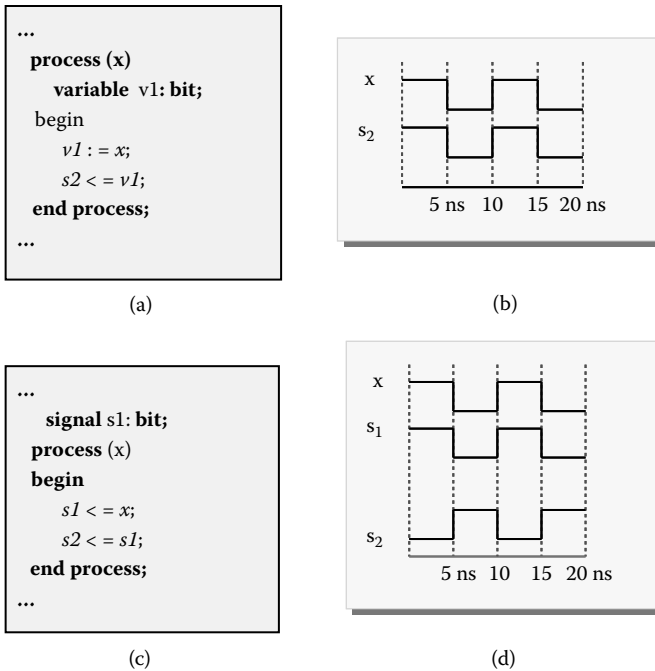 ...
process (x)
variable v1: bit;
begin
v1 : = x;
s2 < = v1;
end process;
...
(a)
x
s2
5 ns 10 15 20 ns
(b)
...
signal s1: bit;
process (x)
begin
s1 < = x;
s2 < = s1;
end process;
...
(c)
x
s1
s2
5 ns 10 15 20 ns
(d)